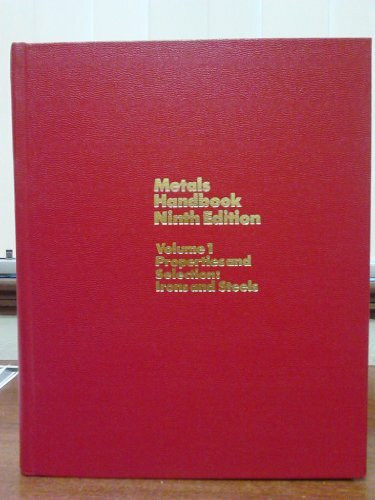 Metals
Handbook
Ninth Edition
Volume 1
Properties and
Selection:
Irons and Steels